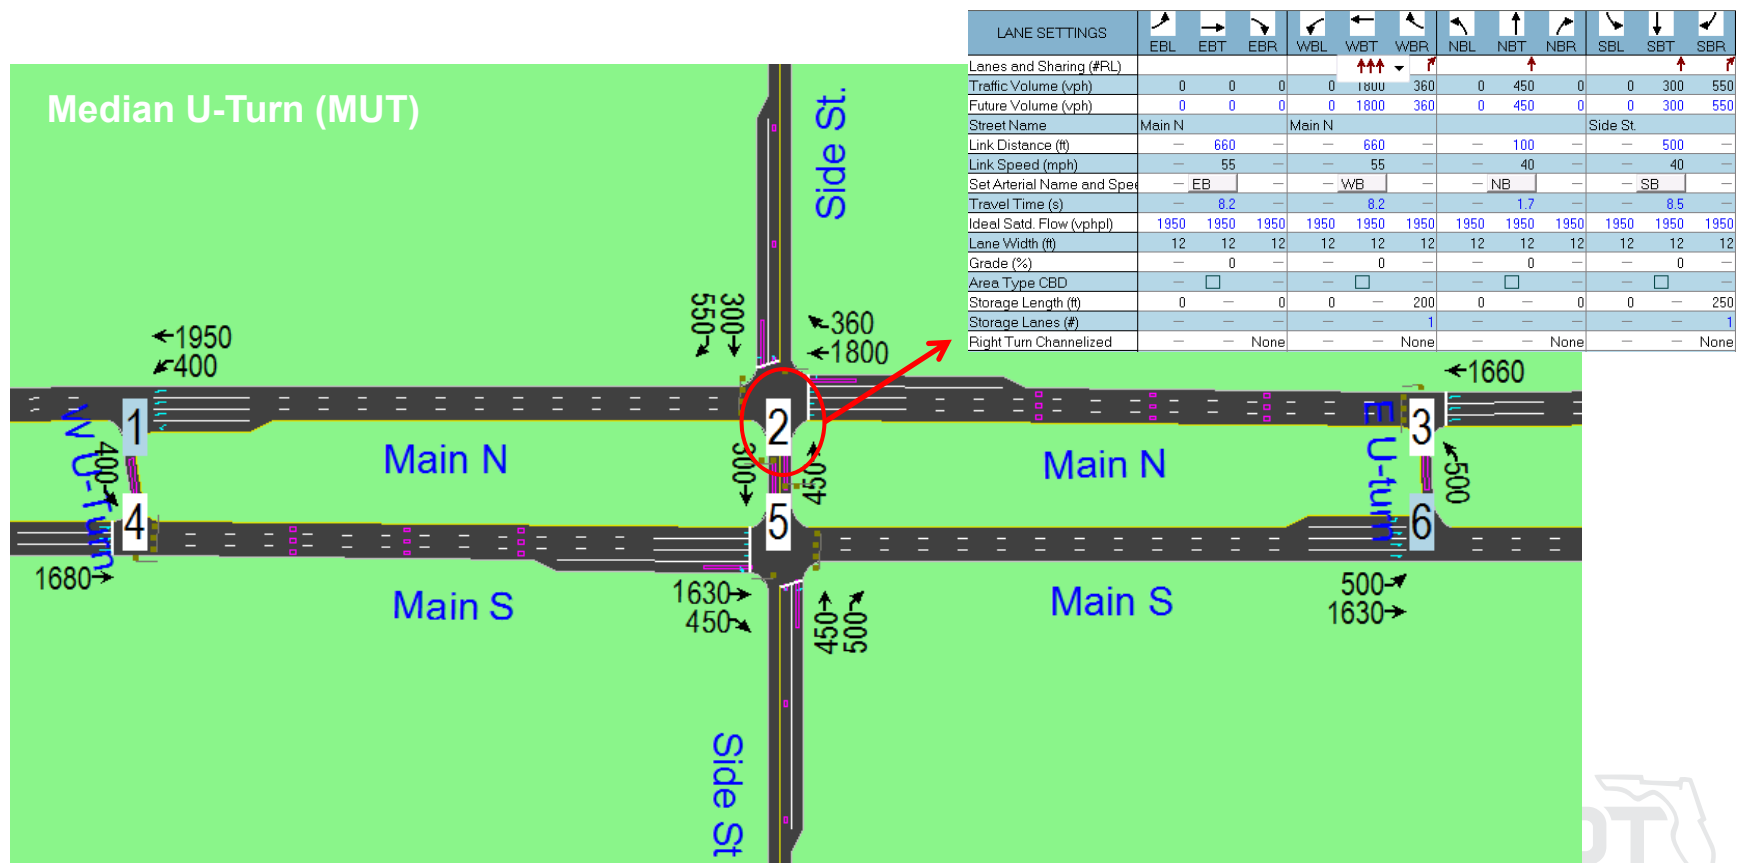 Median U-Turn (MUT)
LANE SETTINGS
EBL EBT EBR WBL WBT WBR NBL NBT NBR SBL SBT SBR
Lanes and Sharing (#RL)
Traffic Volume (vph) 0 0 0 0 1800 360 0 450 0 0 300 550
Future Volume (vph) 0 0 0 0 1800 360 0 450 0 0 300 550
Street Name Main N Main N Side St.
Link Distance (ft) — 660 — — 660 — — 100 — — 500 —
Link Speed (mph) — 55 — — 55 — — 40 — — 40 —
Set Arterial Name and Spee — EB — — WB — — NB — — SB —
Travel Time (s) — 8.2 — — 8.2 — — 1.7 — — 8.5 —
Ideal Satd. Flow (vphpl) 1950 1950 1950 1950 1950 1950 1950 1950 1950 1950 1950 1950
Lane Width (ft) 12 12 12 12 12 12 12 12 12 12 12 12
Grade (%) — 0 — — 0 — — 0 — — 0 —
Area Type CBD — — — — — — — —
Storage Length (ft) 0 — 0 0 — 200 0 — 0 0 — 250
Storage Lanes (#) — — — — — 1 — — — — — 1
Right Turn Channelized — — None — — None — — None — — None
Side St.
550 300
360
1800
1950
400
1660
1
2
3
W U-Turn
400
Main N
300
450
Main N
E U-turn
500
4
5
6
1680
Main S
1630
450
450
500
Main S
500
1630
Side St